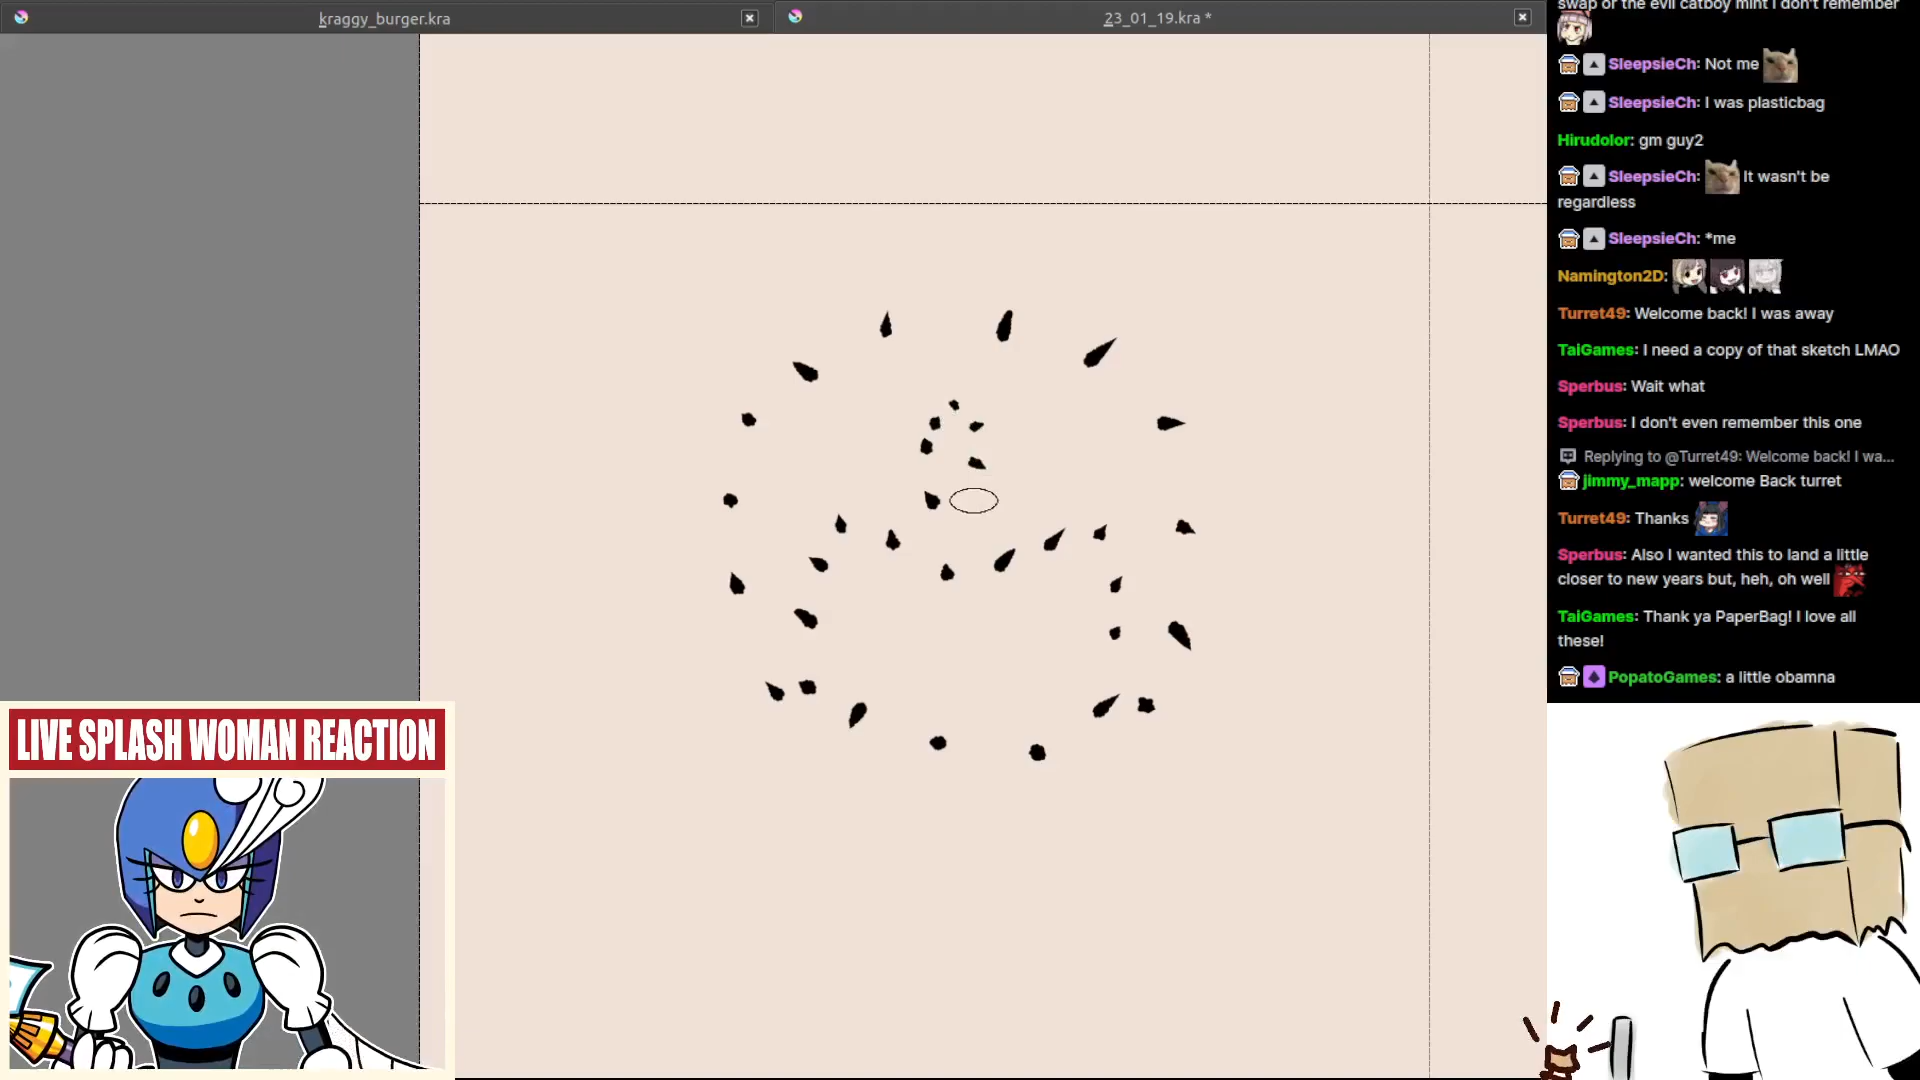 kraggy_burger.kra
23_01_19.kra *
swap or the evil catboy mint I don't remember
SleepsieCh: Not me
SleepsieCh: I was plasticbag
Hirudolor: gm guy2
SleepsieCh: It wasn't be
regardless
SleepsieCh: *me
Namington2D:
Turret49: Welcome back! I was away
TaiGames: I need a copy of that sketch LMAO
Sperbus: Wait what
Sperbus: I don't even remember this one
Replying to @Turret49: Welcome back! I wa...
jimmy_mapp: welcome Back turret
Turret49: Thanks
Sperbus: Also I wanted this to land a little
closer to new years but, heh, oh well
TaiGames: Thank ya PaperBag! I love all
these!
PopatoGames: a little obamna
LIVE SPLASH WOMAN REACTION